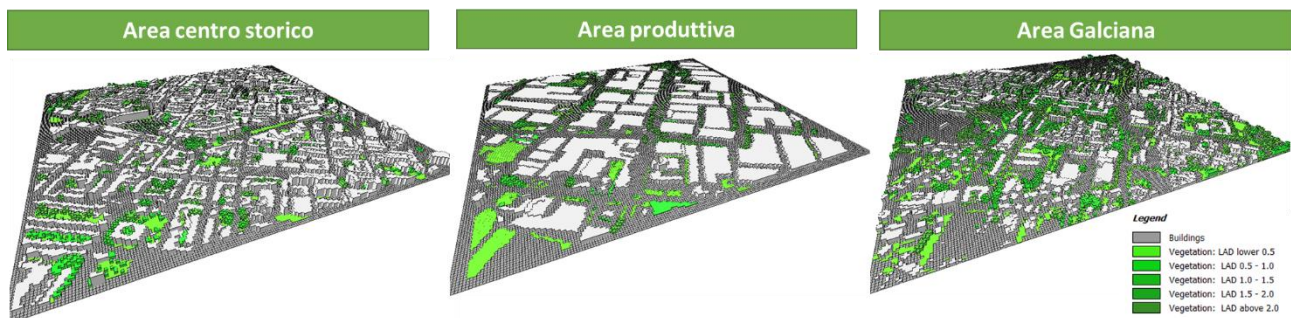 Area centro storico
Area produttiva
Area Galciana
Legend
Buildings
Vegetation: LAD lower 0.5
Vegetation: LAD 0.5 - 1.0
Vegetation: LAD 1.0 - 1.5
Vegetation: LAD 1.5 - 2.0
Vegetation: LAD above 2.0